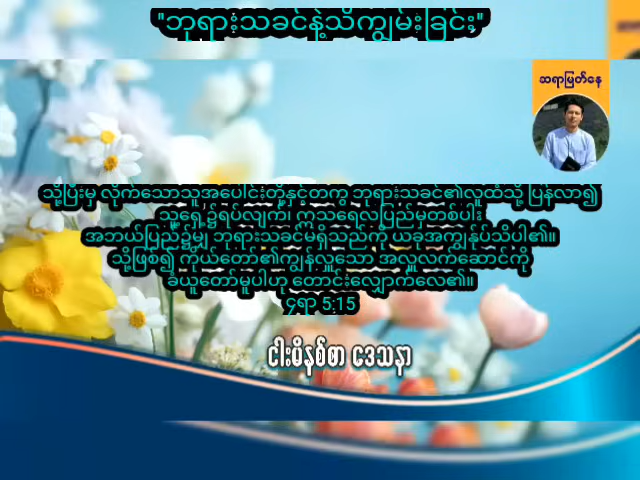 "ဘုရားသခင်နဲ့သိကျွမ်းခြင်း"
ဆရာမြတ်နေ
သို့ပြီးမှ လိုက်သောသူအပေါင်းတို့နှင့်တကွ ဘုရားသခင်၏လူထံသို့ ပြန်လာ၍
သူ့ရှေ့၌ရပ်လျက်၊ ဣသရေလပြည်မှတစ်ပါး
အဘယ်ပြည်၌မျှ ဘုရားသခင်မရှိသည်ကို ယခုအကျွန်ုပ်သိပါ၏။
သို့ဖြစ်၍ ကိုယ်တော်၏ကျွန်လှူသော အလှူလက်ဆောင်ကို
ခံယူတော်မူပါဟု တောင်းလျှောက်လေ၏။
၄ရာ 5:15
ငါးမိနစ်စာ ဒေသနာ